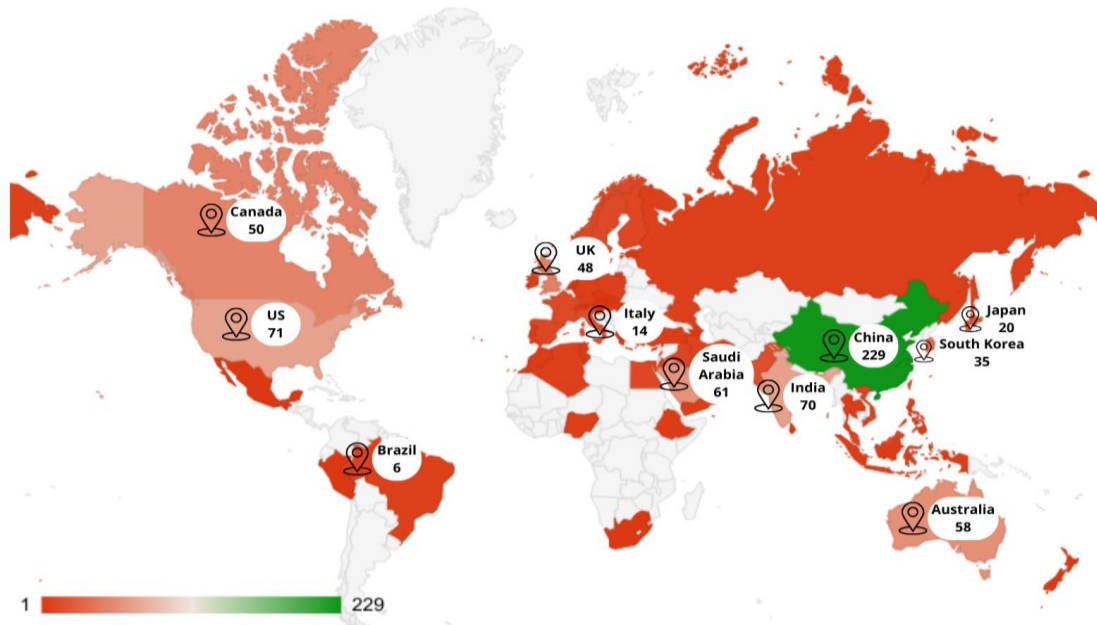 Canada
50
UK
48
US
71
Italy
14
Japan
20
China
229
South Korea
35
Saudi
Arabia
61
India
70
Brazil
6
Australia
58
1
229